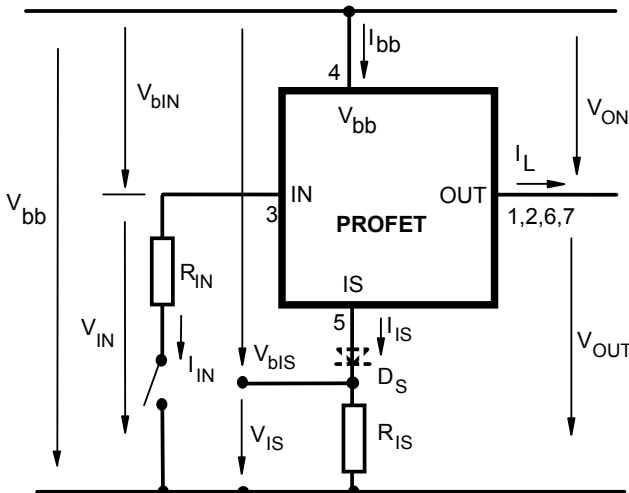 I_bb
4
V_bb
V_bIN
V_ON
I_L
V_bb
IN
OUT
3
PROFET
1,2,6,7
R_IN
IS
5
I_IS
V_IN
I_IN
V_bIS
D_S
V_OUT
V_IS
R_IS